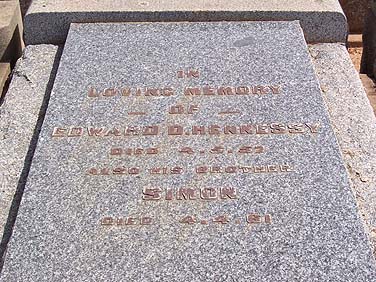 IN
LOVING MEMORY
— OF —
EDWARD D. HENNESSY
DIED 4-5-57
ALSO HIS BROTHER
SIMON
DIED 4-4-61